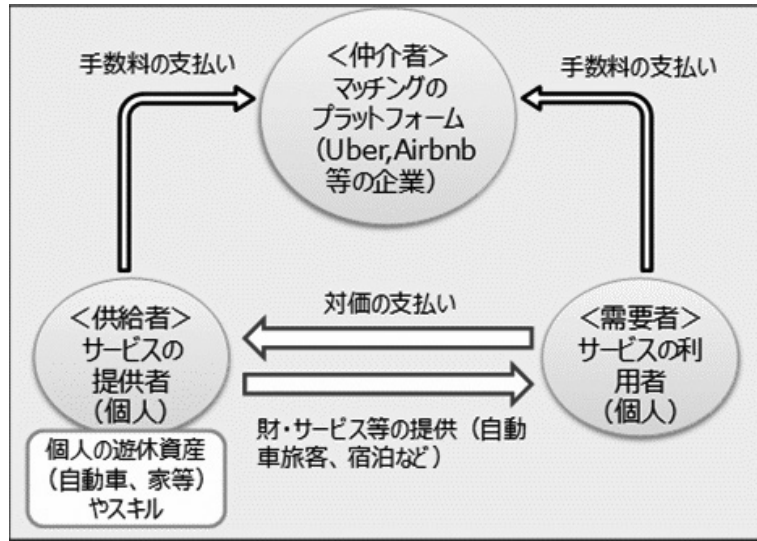 手数料の支払い
＜仲介者＞
マッチングの
プラットフォーム
（Uber,Airbnb
等の企業）
手数料の支払い
＜供給者＞
サービスの
提供者
（個人）
対価の支払い
＜需要者＞
サービスの利
用者
（個人）
財・サービス等の提供（自動
車旅客、宿泊など）
個人の遊休資産
（自動車、家等）
やスキル